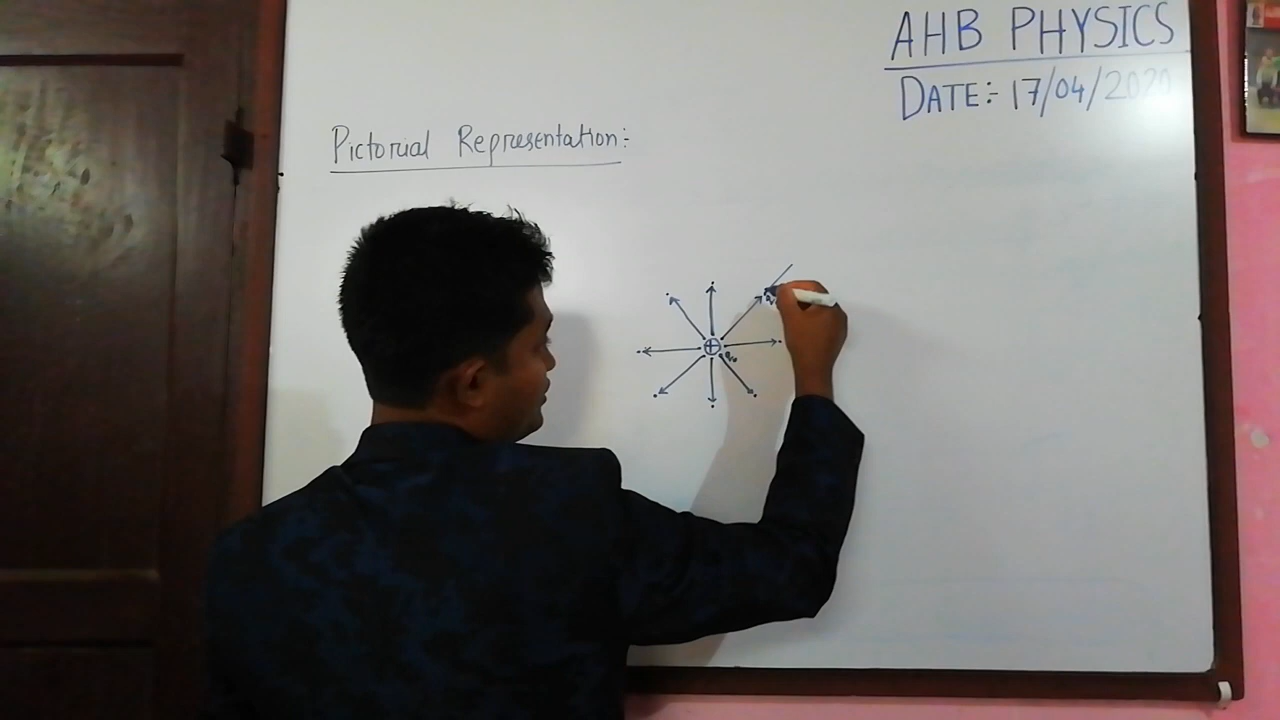 AHB PHYSICS
DATE:- 17/04/2020
Pictorial Representation:-
+